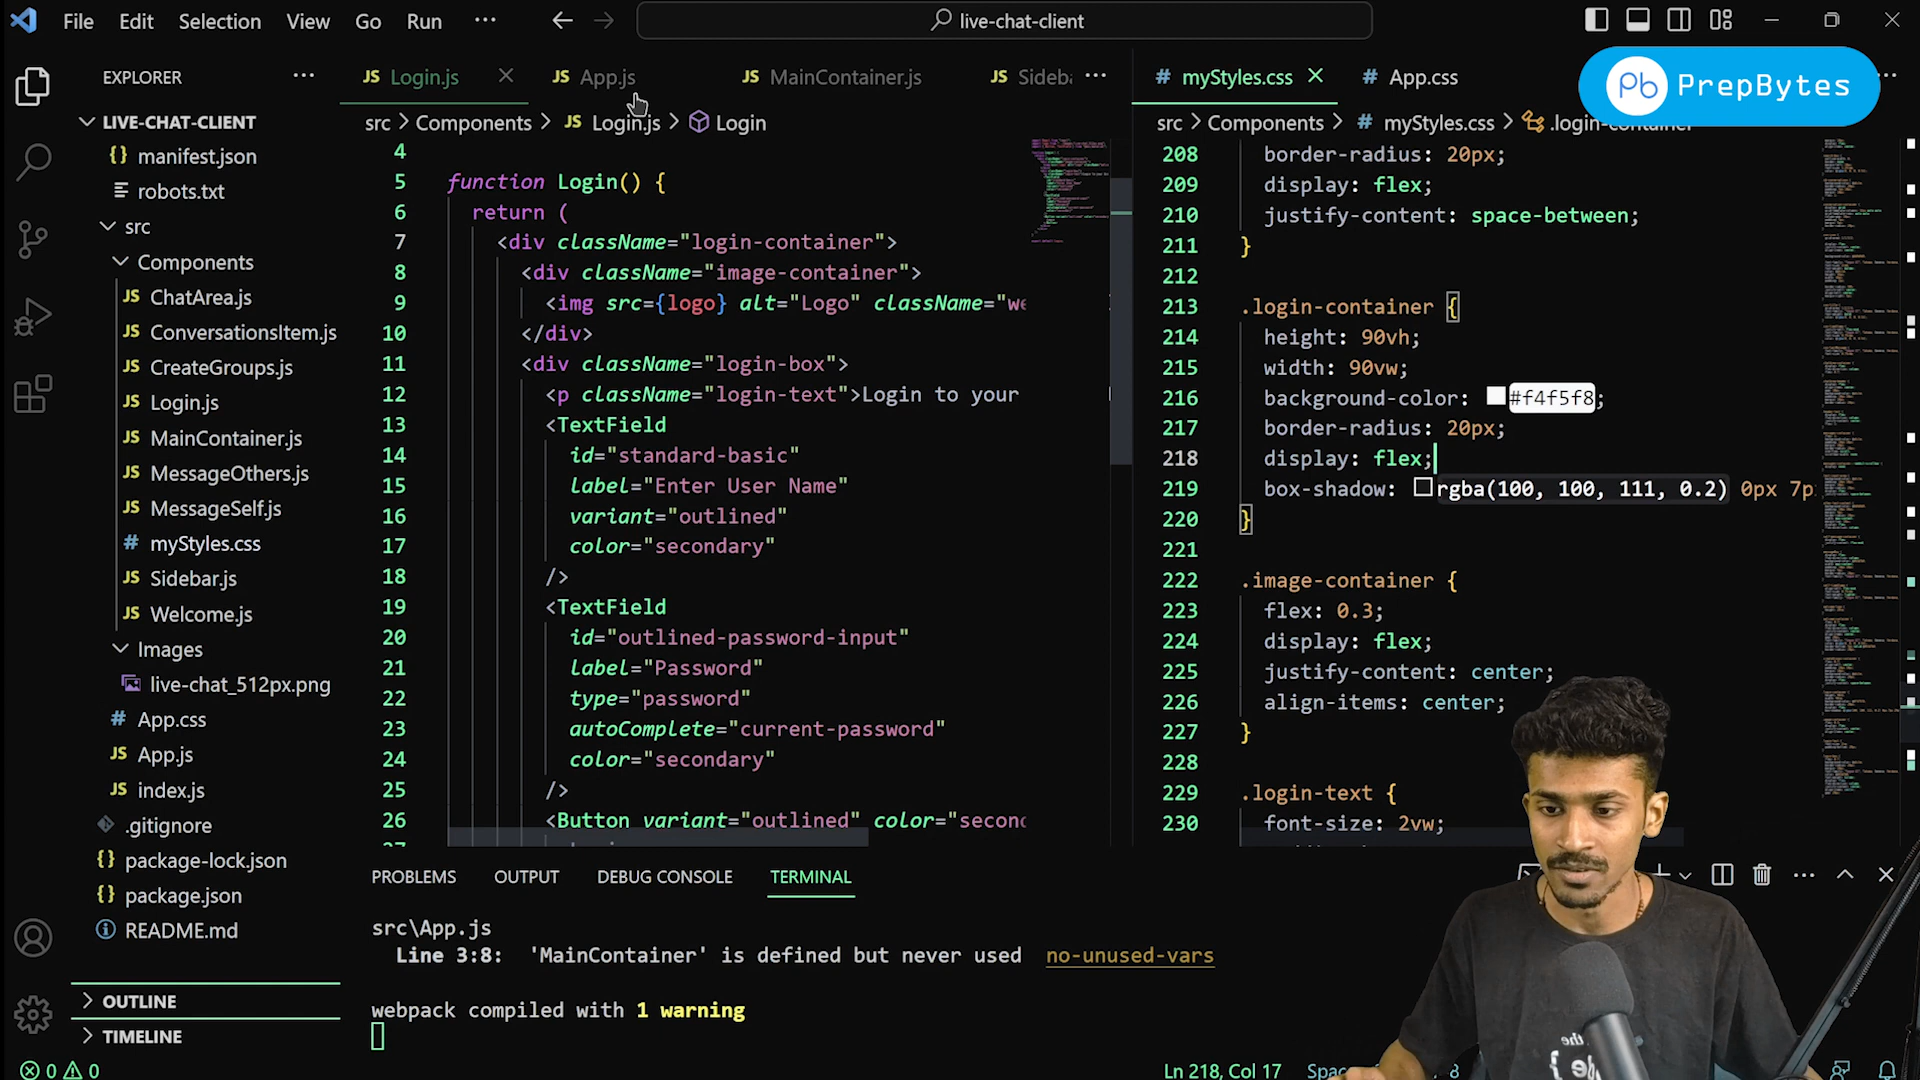 File Edit Selection View Go Run ··· live-chat-client
Pb PrepBytes
EXPLORER ···
LIVE-CHAT-CLIENT
{} manifest.json
robots.txt
src
Components
JS ChatArea.js
JS ConversationsItem.js
JS CreateGroups.js
JS Login.js
JS MainContainer.js
JS MessageOthers.js
JS MessageSelf.js
# myStyles.css
JS Sidebar.js
JS Welcome.js
Images
live-chat_512px.png
# App.css
JS App.js
JS index.js
.gitignore
{} package-lock.json
{} package.json
README.md
OUTLINE
TIMELINE
JS Login.js JS App.js JS MainContainer.js JS Sideba ···
src > Components > JS Login.js > Login
4
5 function Login() {
6 return (
7 <div className="login-container">
8 <div className="image-container">
9 <img src={logo} alt="Logo" className="we
10 </div>
11 <div className="login-box">
12 <p className="login-text">Login to your
13 <TextField
14 id="standard-basic"
15 label="Enter User Name"
16 variant="outlined"
17 color="secondary"
18 />
19 <TextField
20 id="outlined-password-input"
21 label="Password"
22 type="password"
23 autoComplete="current-password"
24 color="secondary"
25 />
26 <Button variant="outlined" color="secon
# myStyles.css # App.css ···
src > Components > # myStyles.css > .login-container
208 border-radius: 20px;
209 display: flex;
210 justify-content: space-between;
211 }
212
213 .login-container {
214 height: 90vh;
215 width: 90vw;
216 background-color: #f4f5f8;
217 border-radius: 20px;
218 display: flex;
219 box-shadow: rgba(100, 100, 111, 0.2) 0px 7p
220 }
221
222 .image-container {
223 flex: 0.3;
224 display: flex;
225 justify-content: center;
226 align-items: center;
227 }
228
229 .login-text {
230 font-size: 2vw;
PROBLEMS OUTPUT DEBUG CONSOLE TERMINAL
src\App.js
Line 3:8: 'MainContainer' is defined but never used no-unused-vars
webpack compiled with 1 warning
0 0
Ln 218, Col 17